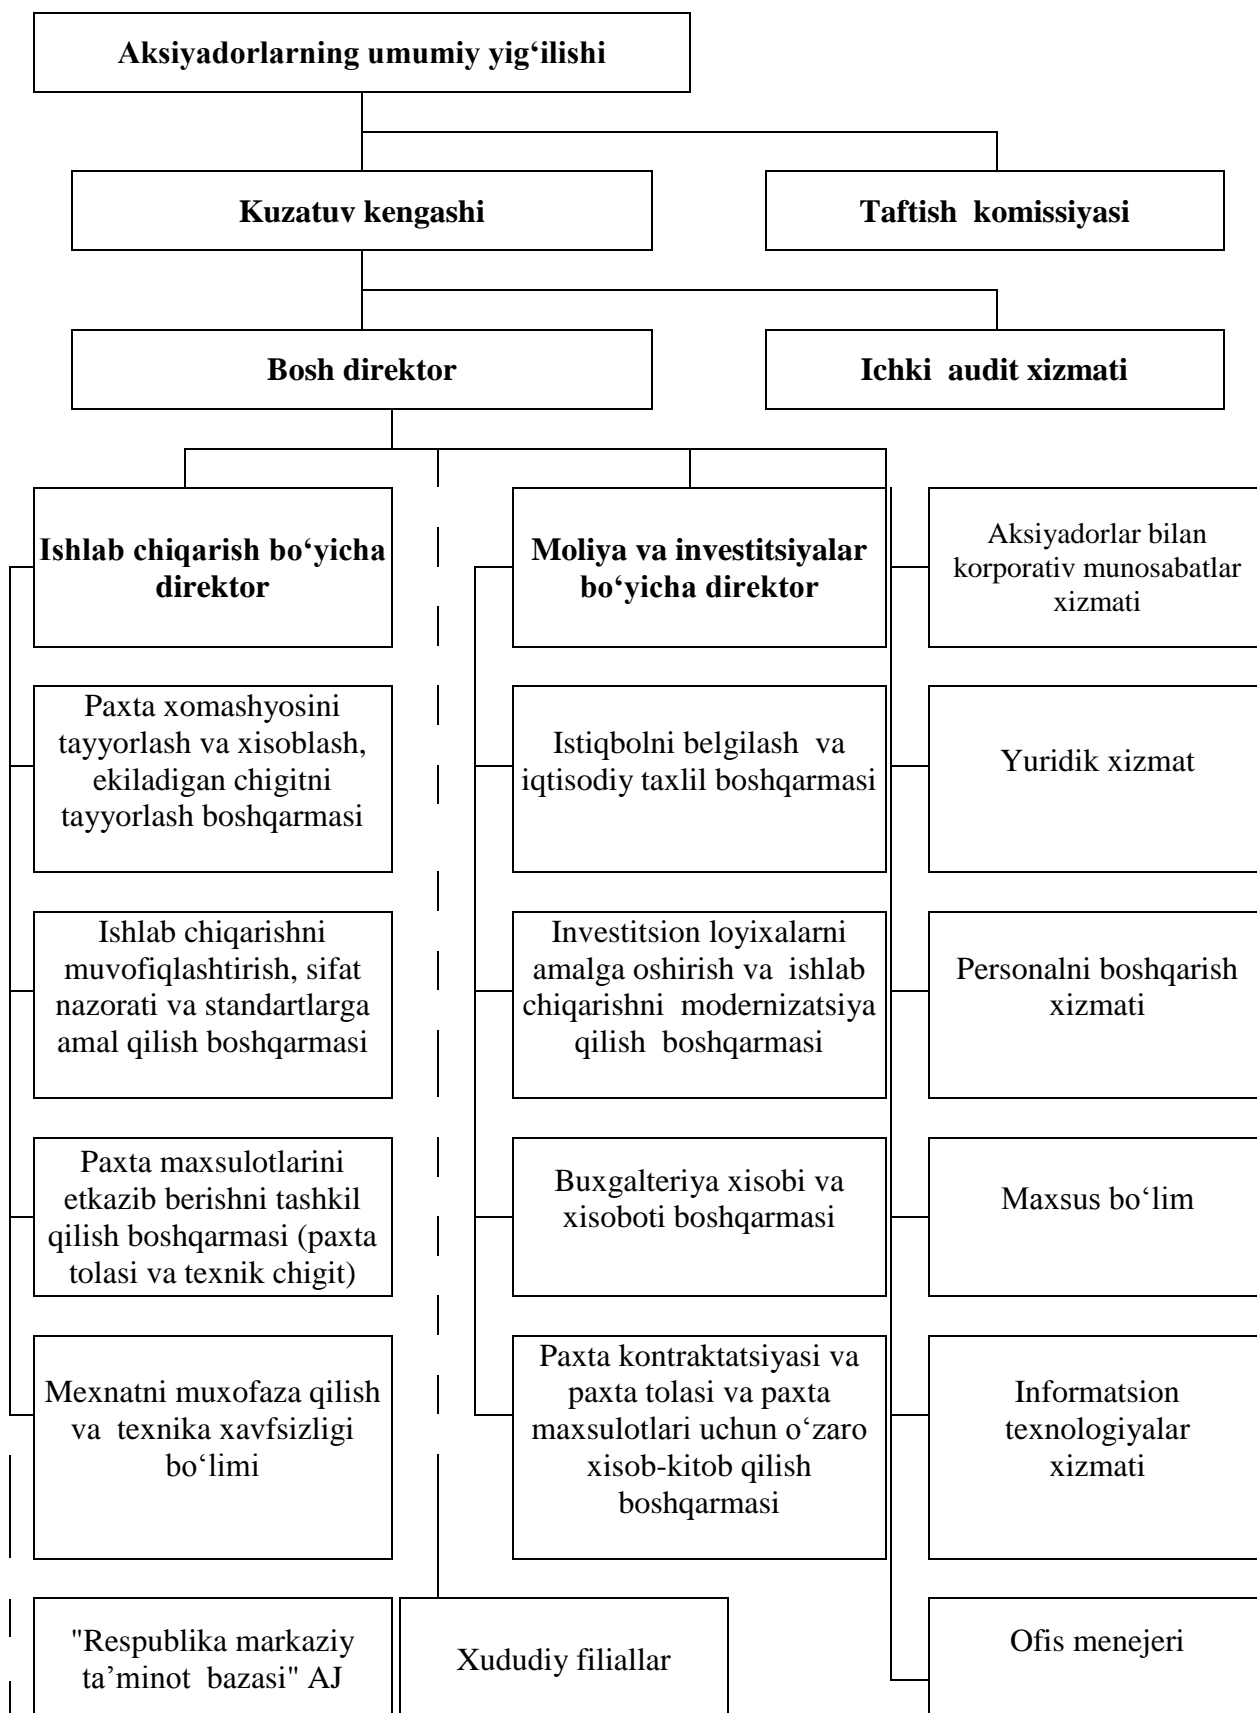 Aksiyadorlarning umumiy yig‘ilishi
Kuzatuv kengashi
Taftish komissiyasi
Bosh direktor
Ichki audit xizmati
Ishlab chiqarish bo‘yicha
direktor
Moliya va investitsiyalar
bo‘yicha direktor
Aksiyadorlar bilan
korporativ munosabatlar
xizmati
Paxta xomashyosini
tayyorlash va xisoblash,
ekiladigan chigitni
tayyorlash boshqarmasi
Istiqbolni belgilash va
iqtisodiy taxlil boshqarmasi
Yuridik xizmat
Ishlab chiqarishni
muvofiqlashtirish, sifat
nazorati va standartlarga
amal qilish boshqarmasi
Investitsion loyixalarni
amalga oshirish va ishlab
chiqarishni modernizatsiya
qilish boshqarmasi
Personalni boshqarish
xizmati
Paxta maxsulotlarini
etkazib berishni tashkil
qilish boshqarmasi (paxta
tolasi va texnik chigit)
Buxgalteriya xisobi va
xisoboti boshqarmasi
Maxsus bo‘lim
Mexnatni muxofaza qilish
va texnika xavfsizligi
bo‘limi
Paxta kontraktatsiyasi va
paxta tolasi va paxta
maxsulotlari uchun o‘zaro
xisob-kitob qilish
boshqarmasi
Informatsion
texnologiyalar
xizmati
"Respublika markaziy
ta’minot bazasi" AJ
Xududiy filiallar
Ofis menejeri